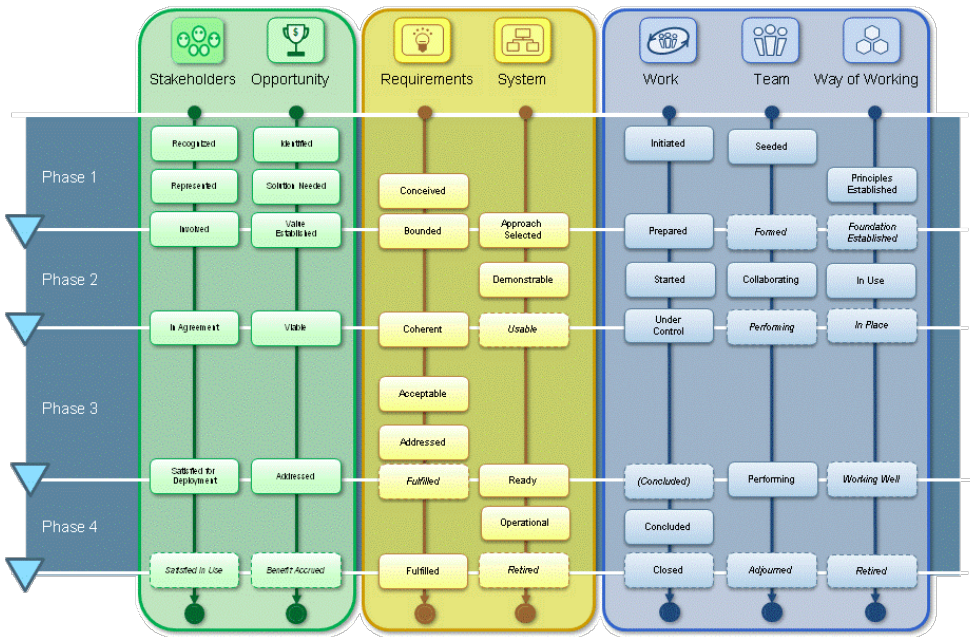 $
Stakeholders Opportunity Requirements System Work Team Way of Working
Phase 1
Recognized Identified Initiated Seeded
Represented Solution Needed Conceived Principles
Established
Involved Value
Established Bounded Approach
Selected Prepared Formed Foundation
Established
Phase 2
Demonstrable Started Collaborating In Use
In Agreement Viable Coherent Usable Under
Control Performing In Place
Phase 3
Acceptable
Addressed
Satisfied for
Deployment Addressed Fulfilled Ready (Concluded) Performing Working Well
Phase 4
Operational Concluded
Satisfied In Use Benefit Accrued Fulfilled Retired Closed Adjourned Retired